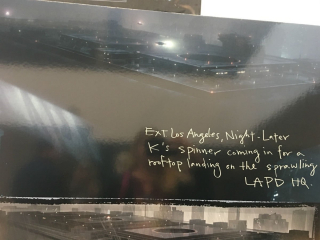 Ext Los Angeles, Night-Later
K's spinner coming in for a
rooftop landing on the sprawling
LAPD HQ.